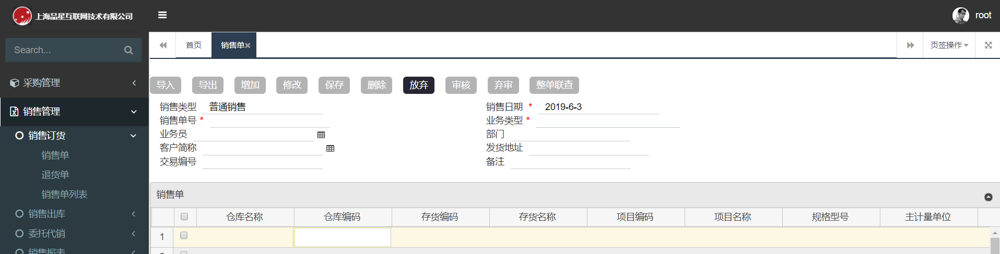 上海品星互联网技术有限公司
root
Search...
首页
销售单
页签操作
采购管理
销售管理
销售订货
销售单
退货单
销售单列表
销售出库
委托代销
销售报表
导入 导出 增加 修改 保存 删除 放弃 审核 弃审 整单联查
销售类型 普通销售
销售日期 * 2019-6-3
销售单号 *
业务类型 *
业务员
部门
客户简称
发货地址
交易编号
备注
销售单
仓库名称 仓库编码 存货编码 存货名称 项目编码 项目名称 规格型号 主计量单位
1